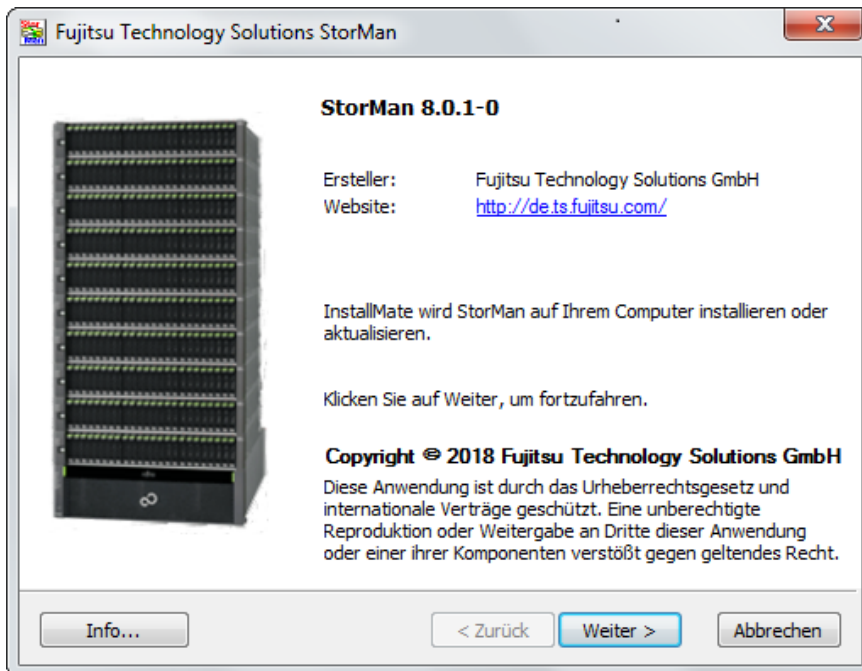 Fujitsu Technology Solutions StorMan
StorMan 8.0.1-0
Ersteller: Fujitsu Technology Solutions GmbH
Website: http://de.ts.fujitsu.com/
InstallMate wird StorMan auf Ihrem Computer installieren oder
aktualisieren.
Klicken Sie auf Weiter, um fortzufahren.
Copyright © 2018 Fujitsu Technology Solutions GmbH
Diese Anwendung ist durch das Urheberrechtsgesetz und
internationale Verträge geschützt. Eine unberechtigte
Reproduktion oder Weitergabe an Dritte dieser Anwendung
oder einer ihrer Komponenten verstößt gegen geltendes Recht.
Info... < Zurück Weiter > Abbrechen